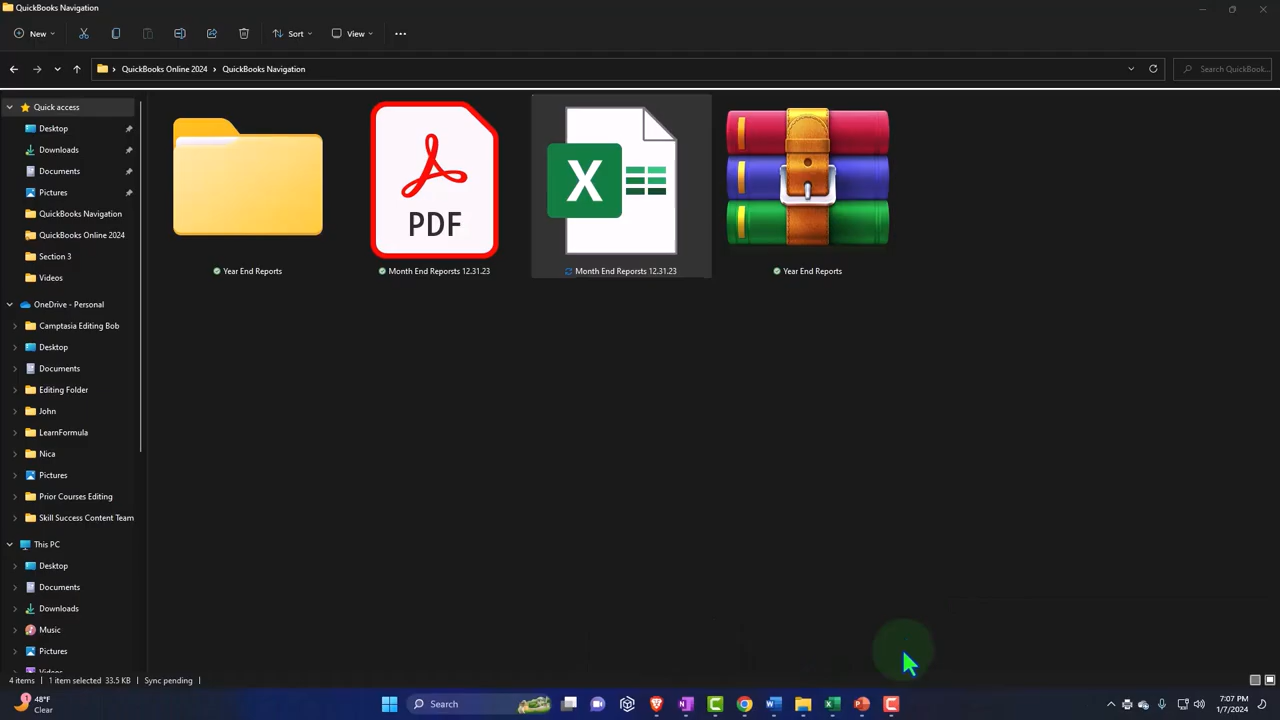 QuickBooks Navigation
New
Sort
View
QuickBooks Online 2024 > QuickBooks Navigation
Search QuickBook...
Quick access
Desktop
Downloads
Documents
Pictures
QuickBooks Navigation
QuickBooks Online 2024
Section 3
Videos
OneDrive - Personal
Camptasia Editing Bob
Desktop
Documents
Editing Folder
John
LearnFormula
Nica
Pictures
Prior Courses Editing
Skill Success Content Team
This PC
Desktop
Documents
Downloads
Music
Pictures
Videos
PDF
X
Year End Reports
Month End Reporsts 12.31.23
Month End Reporsts 12.31.23
Year End Reports
4 items
1 item selected 33.5 KB
Sync pending
48°F
Clear
Search
7:07 PM
1/7/2024